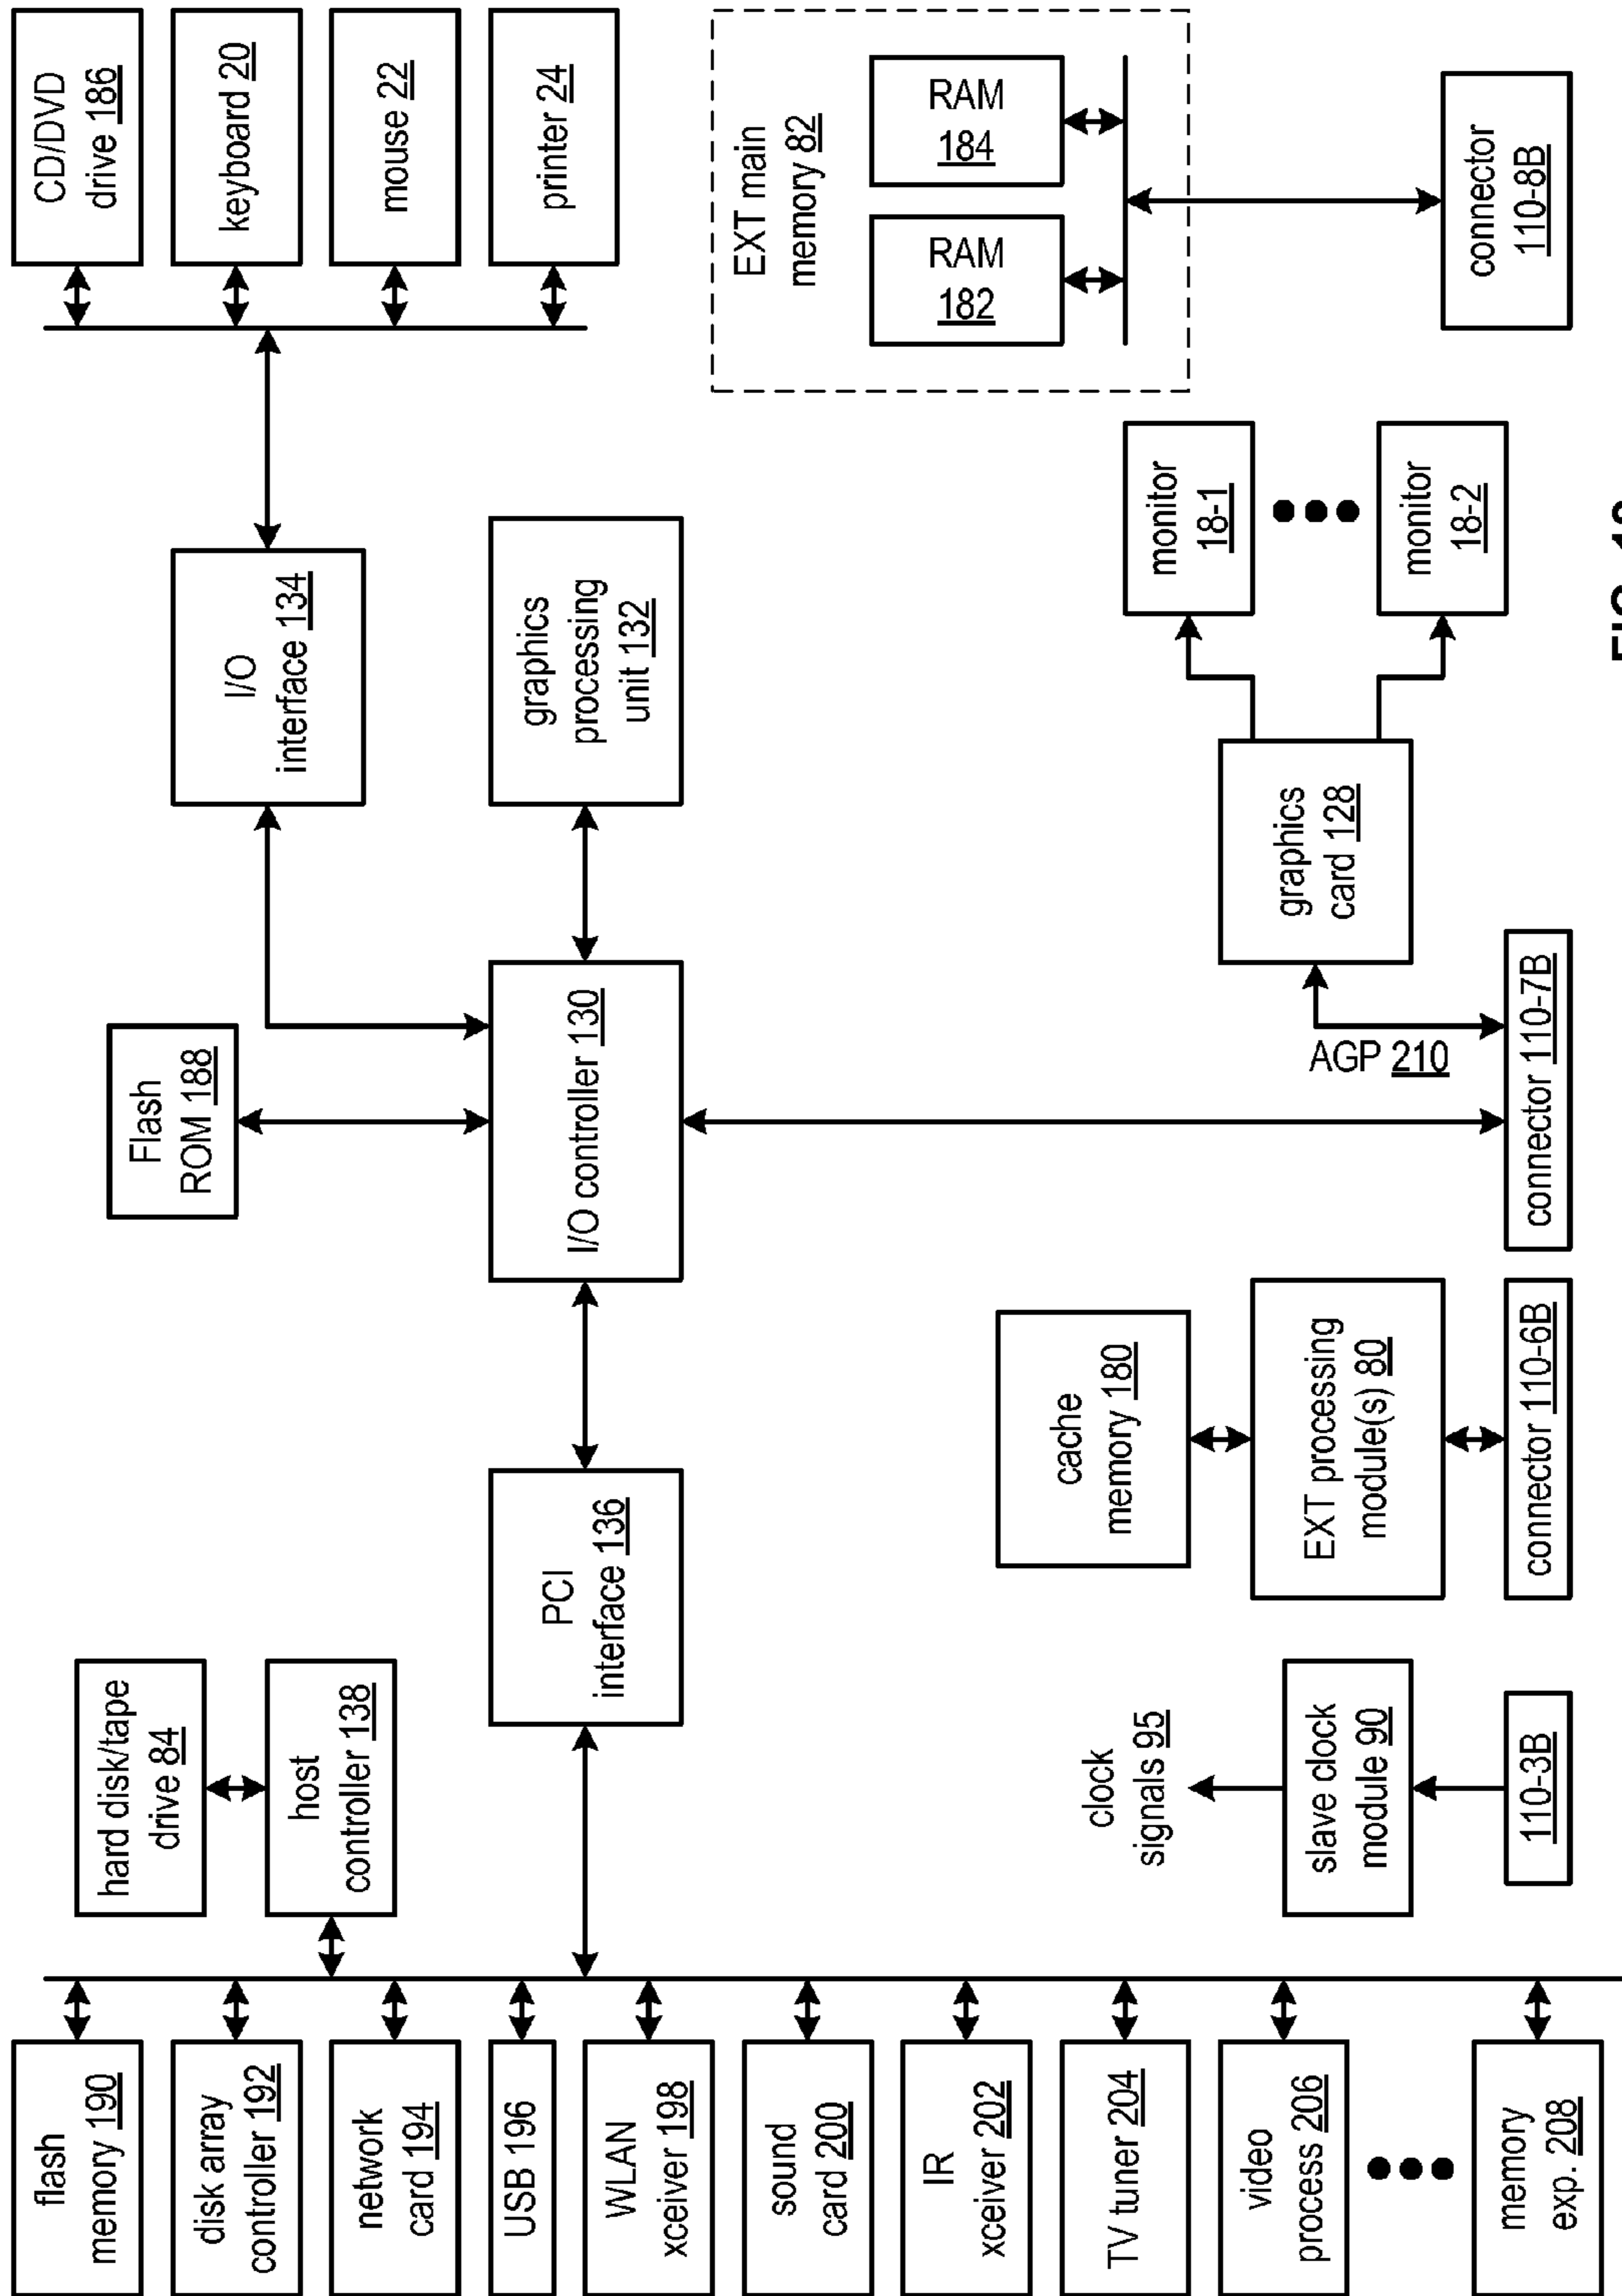 memory
exp. 208
video
process 206
TV tuner 204
IR
xceiver 202
sound
card 200
WLAN
xceiver 198
USB 196
network
card 194
disk array
controller 192
flash
memory 190
host
controller 138
hard disk/tape
drive 84
110-3B
slave clock
module 90
clock
signals 95
PCI
interface 136
connector 110-6B
EXT processing
module(s) 80
cache
memory 180
I/O controller 130
Flash
ROM 188
connector 110-7B
AGP 210
graphics
card 128
graphics
processing
unit 132
I/O
interface 134
monitor
18-2
monitor
18-1
connector
110-8B
EXT main
memory 82
RAM
182
RAM
184
printer 24
mouse 22
keyboard 20
CD/DVD
drive 186